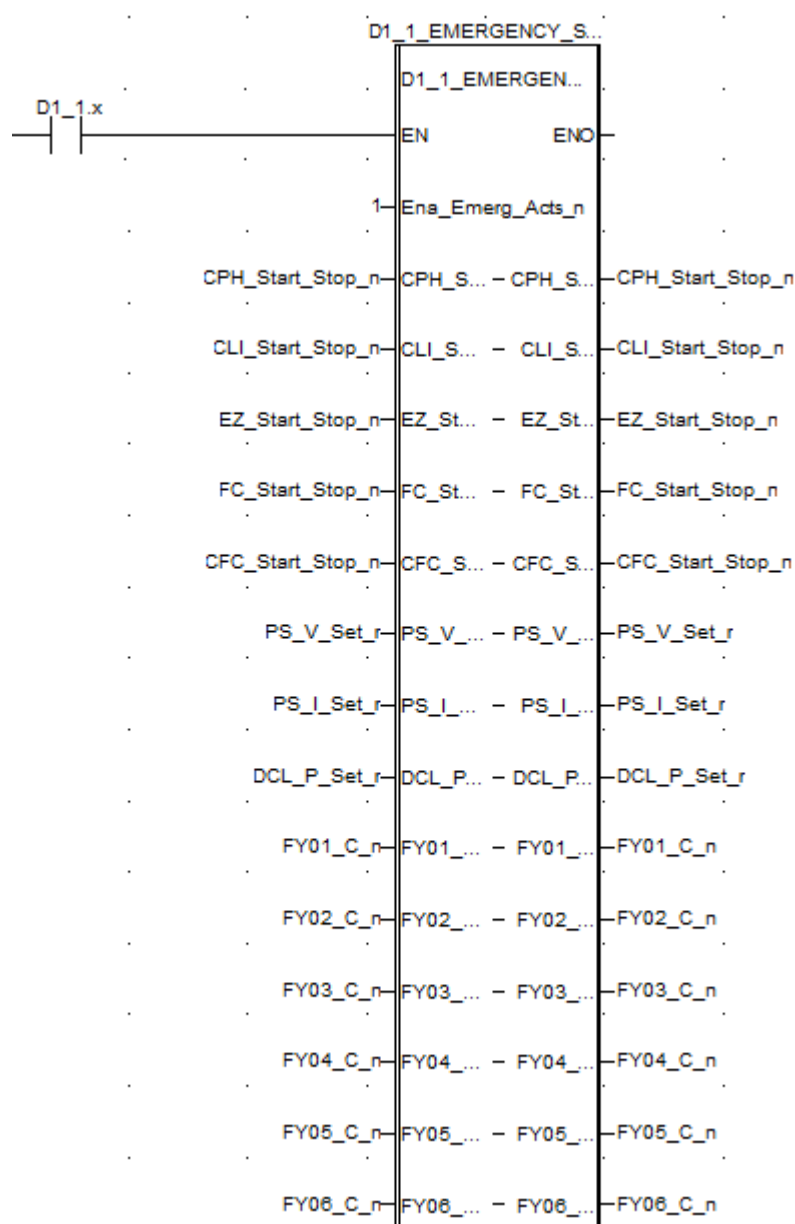 D1_1_EMERGENCY_S...
D1_1_EMERGEN...
D1_1.x
EN ENO
1 Ena_Emerg_Acts_n
CPH_Start_Stop_n CPH_S... CPH_S... CPH_Start_Stop_n
CLI_Start_Stop_n CLI_S... CLI_S... CLI_Start_Stop_n
EZ_Start_Stop_n EZ_St... EZ_St... EZ_Start_Stop_n
FC_Start_Stop_n FC_St... FC_St... FC_Start_Stop_n
CFC_Start_Stop_n CFC_S... CFC_S... CFC_Start_Stop_n
PS_V_Set_r PS_V_... PS_V_... PS_V_Set_r
PS_I_Set_r PS_I_... PS_I_... PS_I_Set_r
DCL_P_Set_r DCL_P... DCL_P... DCL_P_Set_r
FY01_C_n FY01_... FY01_... FY01_C_n
FY02_C_n FY02_... FY02_... FY02_C_n
FY03_C_n FY03_... FY03_... FY03_C_n
FY04_C_n FY04_... FY04_... FY04_C_n
FY05_C_n FY05_... FY05_... FY05_C_n
FY06_C_n FY06_... FY06_... FY06_C_n